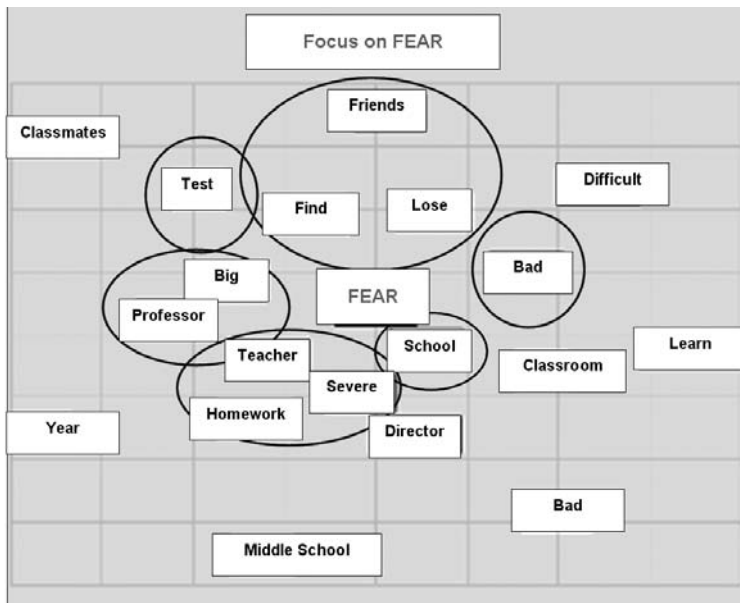 Focus on FEAR
Friends
Classmates
Test
Difficult
Find
Lose
Big
Bad
FEAR
Professor
School
Teacher
Classroom
Learn
Severe
Homework
Year
Director
Bad
Middle School